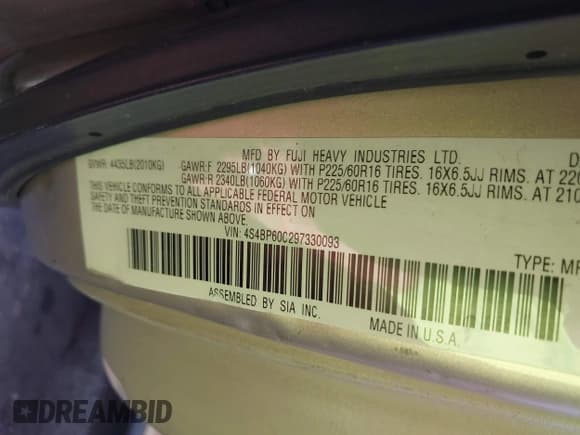 MFD BY FUJI HEAVY INDUSTRIES LTD.
GVWR 4435LB(2010KG) GAWR:F 2295LB(1040KG) WITH P225/60R16 TIRES. 16X6.5JJ RIMS. AT 220
GAWR:R 2340LB(1060KG) WITH P225/60R16 TIRES. 16X6.5JJ RIMS. AT 210
THIS VEHICLE CONFORMS TO ALL APPLICABLE FEDERAL MOTOR VEHICLE
SAFETY AND THEFT PREVENTION STANDARDS IN EFFECT ON
THE DATE OF MANUFACTURE SHOWN ABOVE.
VIN: 4S4BP60C297330093
TYPE: MP
ASSEMBLED BY SIA INC.
MADE IN U.S.A.
DREAMBID